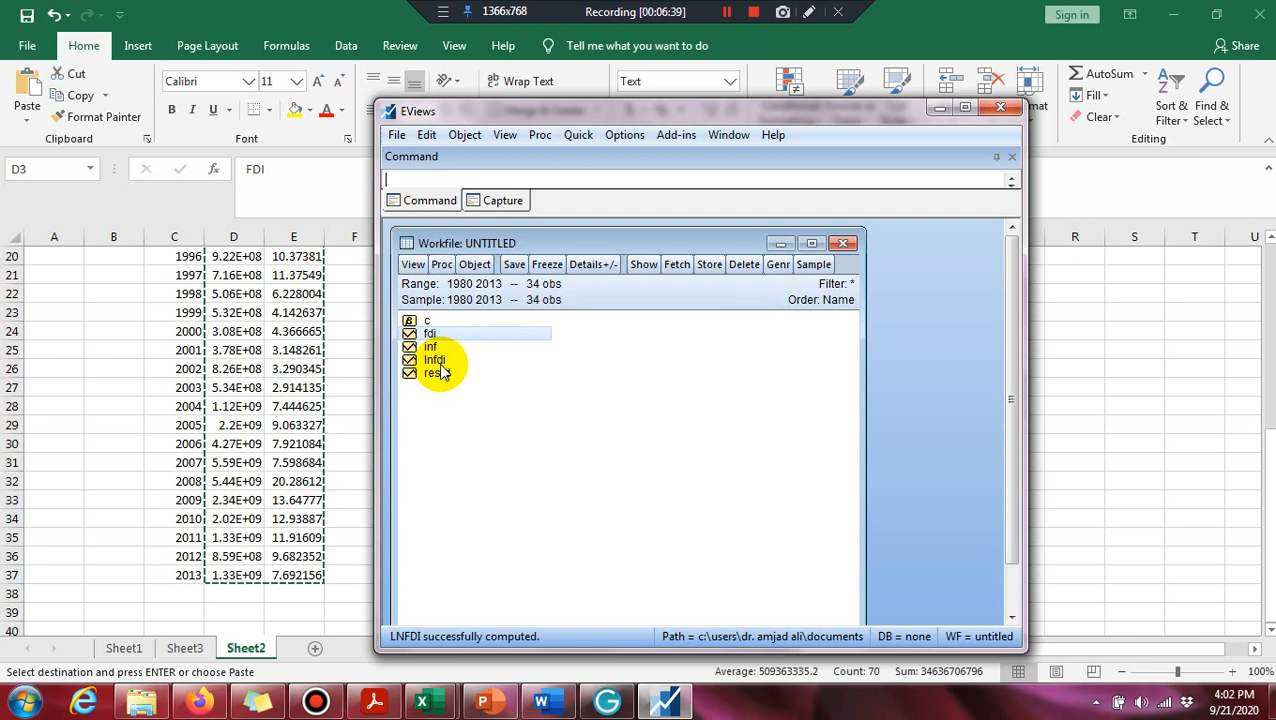 1366x768
Recording [00:06:39]
Sign in
File
Home
Insert
Page Layout
Formulas
Data
Review
View
Help
Tell me what you want to do
Share
Paste
Cut
Copy
Format Painter
Clipboard
Calibri
11
B I U
Wrap Text
Text
AutoSum
Fill
Clear
Sort & Filter
Find & Select
Editing
D3
FDI
EViews
File Edit Object View Proc Quick Options Add-ins Window Help
Command
Command
Capture
Workfile: UNTITLED
View Proc Object Save Freeze Details+/- Show Fetch Store Delete Genr Sample
Range: 1980 2013 -- 34 obs
Filter: *
Sample: 1980 2013 -- 34 obs
Order: Name
c
fdi
inf
lnfdi
LNFDI successfully computed.
Path = c:\users\dr. amjad ali\documents
DB = none
WF = untitled
A B C D E F R S T U
20 1996 9.22E+08 10.37381
21 1997 7.16E+08 11.37549
22 1998 5.06E+08 6.228004
23 1999 5.32E+08 4.142637
24 2000 3.08E+08 4.366665
25 2001 3.78E+08 3.148261
26 2002 8.26E+08 3.290345
27 2003 5.34E+08 2.914135
28 2004 1.12E+09 7.444625
29 2005 2.2E+09 9.063327
30 2006 4.27E+09 7.921084
31 2007 5.59E+09 7.598684
32 2008 5.44E+09 20.28612
33 2009 2.34E+09 13.64777
34 2010 2.02E+09 12.93887
35 2011 1.33E+09 11.91609
36 2012 8.59E+08 9.682352
37 2013 1.33E+09 7.692156
38
39
40
Sheet1
Sheet3
Sheet2
Select destination and press ENTER or choose Paste
Average: 509363335.2
Count: 70
Sum: 34636706796
100%
4:02 PM
9/21/2020